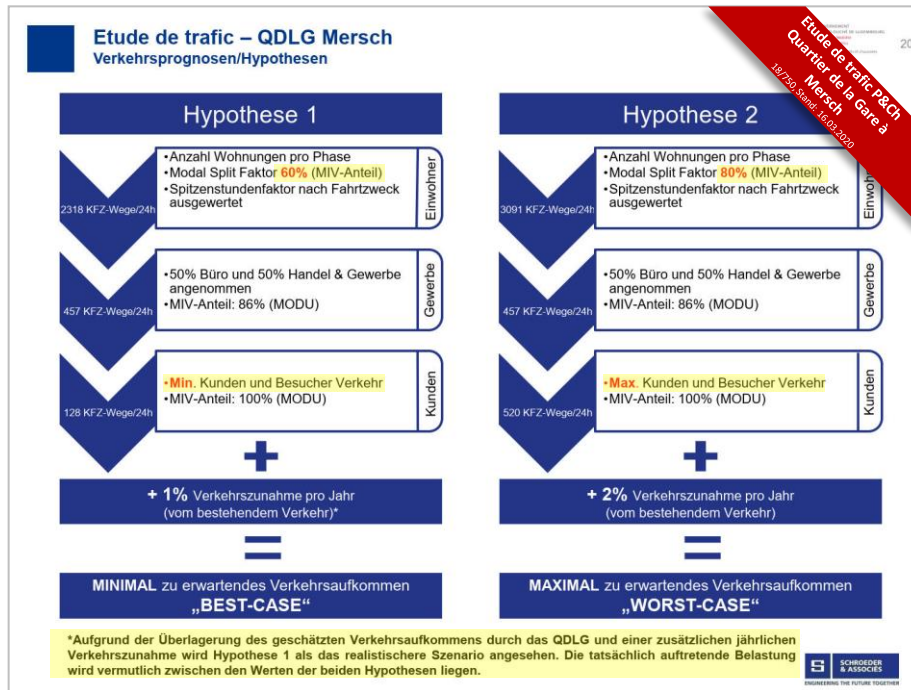 Etude de trafic – QDLG Mersch
Verkehrsprognosen/Hypothesen
20
Etude de trafic P&Ch
Quartier de la Gare à
Mersch
18/750, Stand: 16.03.2020
Hypothese 1
•Anzahl Wohnungen pro Phase
•Modal Split Faktor 60% (MIV-Anteil)
•Spitzenstundenfaktor nach Fahrtzweck
ausgewertet
Einwohner
2318 KFZ-Wege/24h
•50% Büro und 50% Handel & Gewerbe
angenommen
•MIV-Anteil: 86% (MODU)
Gewerbe
457 KFZ-Wege/24h
•Min. Kunden und Besucher Verkehr
•MIV-Anteil: 100% (MODU)
Kunden
128 KFZ-Wege/24h
+
+ 1% Verkehrszunahme pro Jahr
(vom bestehendem Verkehr)*
=
MINIMAL zu erwartendes Verkehrsaufkommen
„BEST-CASE“
Hypothese 2
•Anzahl Wohnungen pro Phase
•Modal Split Faktor 80% (MIV-Anteil)
•Spitzenstundenfaktor nach Fahrtzweck
ausgewertet
Einwohner
3091 KFZ-Wege/24h
•50% Büro und 50% Handel & Gewerbe
angenommen
•MIV-Anteil: 86% (MODU)
Gewerbe
457 KFZ-Wege/24h
•Max. Kunden und Besucher Verkehr
•MIV-Anteil: 100% (MODU)
Kunden
520 KFZ-Wege/24h
+
+ 2% Verkehrszunahme pro Jahr
(vom bestehendem Verkehr)
=
MAXIMAL zu erwartendes Verkehrsaufkommen
„WORST-CASE“
*Aufgrund der Überlagerung des geschätzten Verkehrsaufkommens durch das QDLG und einer zusätzlichen jährlichen
Verkehrszunahme wird Hypothese 1 als das realistischere Szenario angesehen. Die tatsächlich auftretende Belastung
wird vermutlich zwischen den Werten der beiden Hypothesen liegen.
S SCHROEDER
& ASSOCIÉS
ENGINEERING THE FUTURE TOGETHER